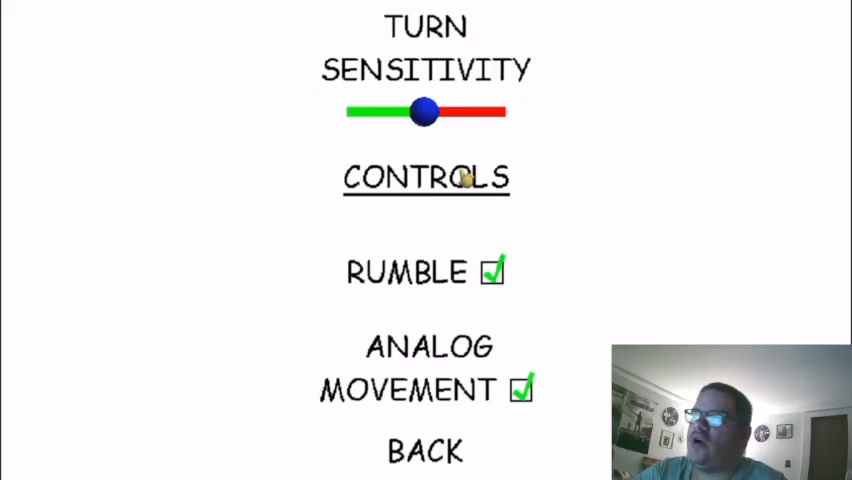 TURN
SENSITIVITY
CONTROLS
RUMBLE
ANALOG
MOVEMENT
BACK